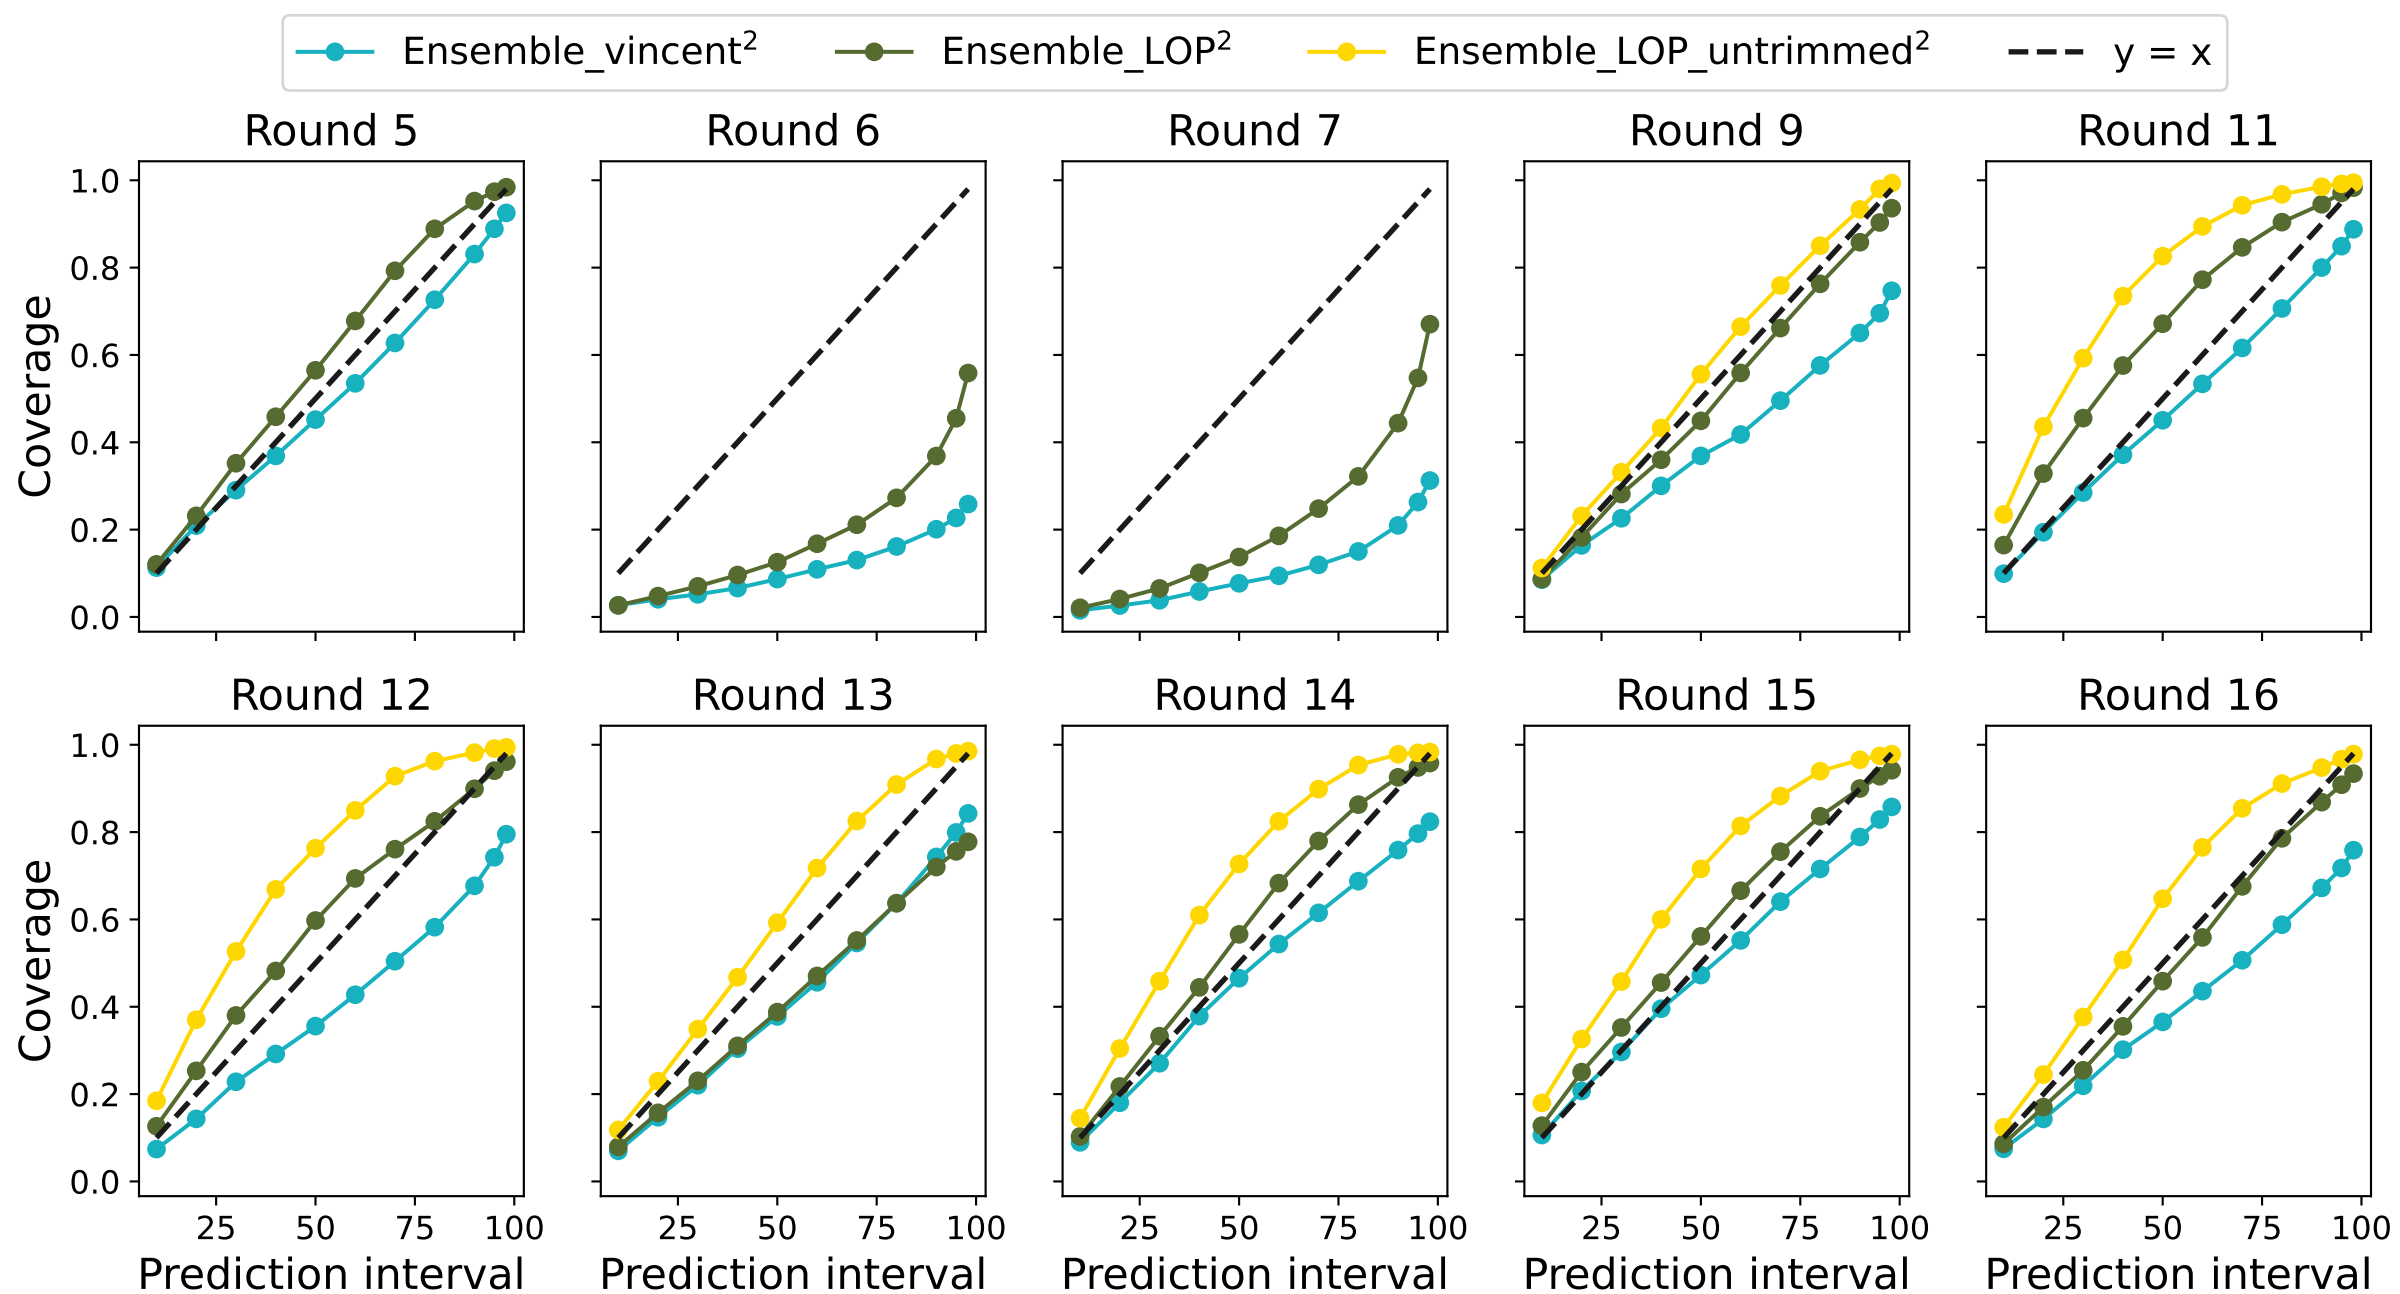 Ensemble_vincent² Ensemble_LOP² Ensemble_LOP_untrimmed² y = x
Round 5 Round 6 Round 7 Round 9 Round 11
1.0
0.8
0.6
0.4
0.2
0.0
Coverage
Round 12 Round 13 Round 14 Round 15 Round 16
1.0
0.8
0.6
0.4
0.2
0.0
Coverage
25 50 75 100 25 50 75 100 25 50 75 100 25 50 75 100 25 50 75 100
Prediction interval Prediction interval Prediction interval Prediction interval Prediction interval